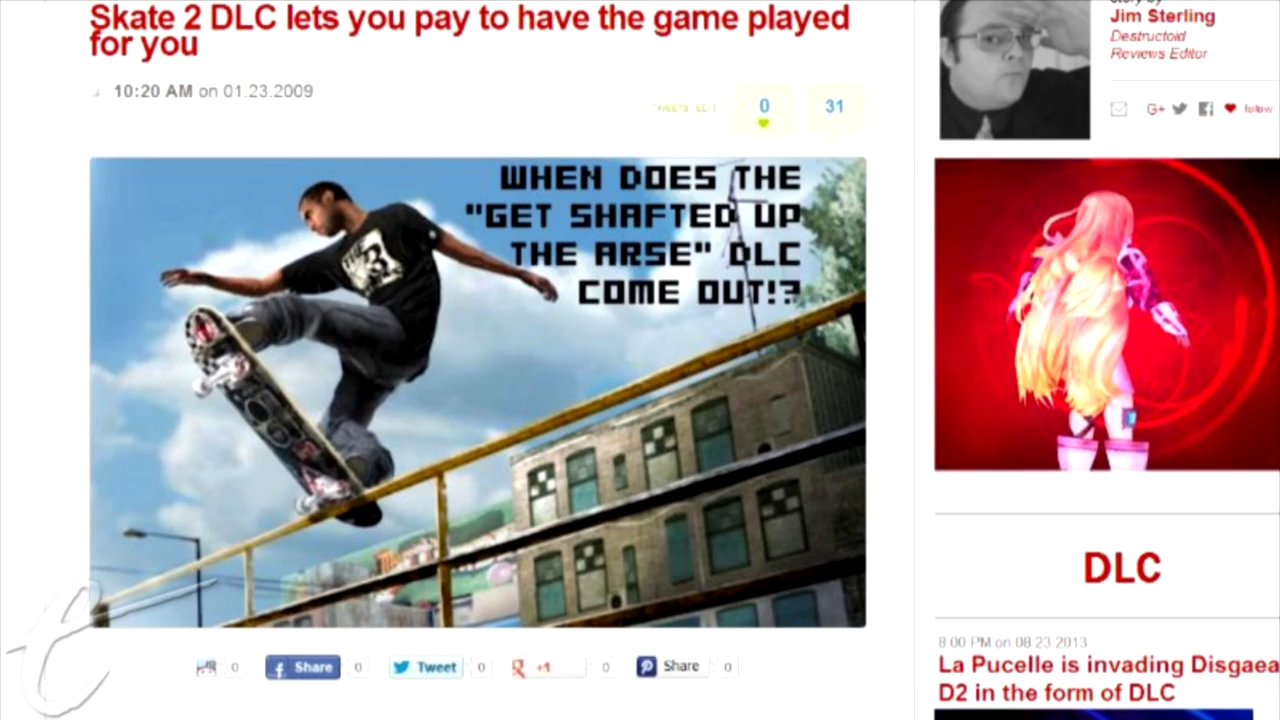 Skate 2 DLC lets you pay to have the game played
for you
10:20 AM on 01.23.2009
0
31
WHEN DOES THE
"GET SHAFTED UP
THE ARSE" DLC
COME OUT!?
0
Share
0
Tweet
0
+1
0
Share
0
story by
Jim Sterling
Destructoid
Reviews Editor
G+
follow
DLC
8:00 PM on 08.23.2013
La Pucelle is invading Disgaea
D2 in the form of DLC